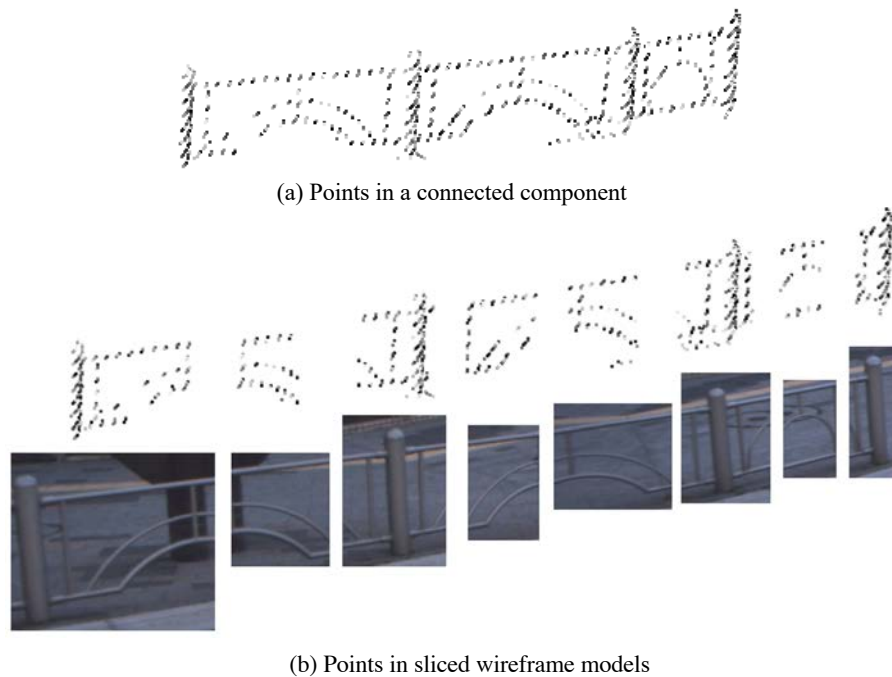 (a) Points in a connected component
(b) Points in sliced wireframe models